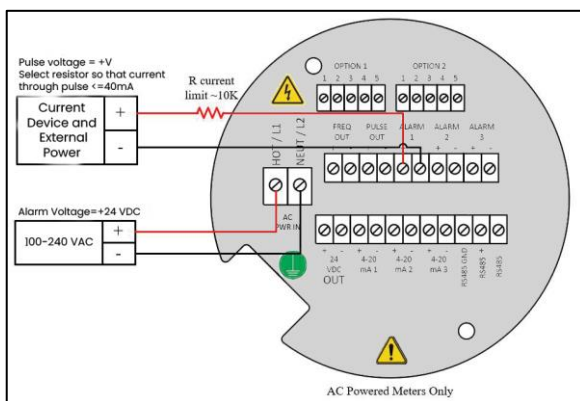 Pulse voltage = +V
Select resistor so that current
through pulse <=40mA
Current
Device and
External
Power
+
-
R current
limit ~10K
Alarm Voltage=+24 VDC
100-240 VAC
+
-
OPTION 1
OPTION 2
1 2 3 4 5
1 2 3 4 5
HOT / L1
NEUT / L2
AC
PWR IN
FREQ
OUT
PULSE
OUT
ALARM
1
ALARM
2
ALARM
3
+ - + -
+ - + - + - + -
24
VDC
OUT
4-20
mA 1
4-20
mA 2
4-20
mA 3
RS485 GND
+
RS485
-
RS485
AC Powered Meters Only